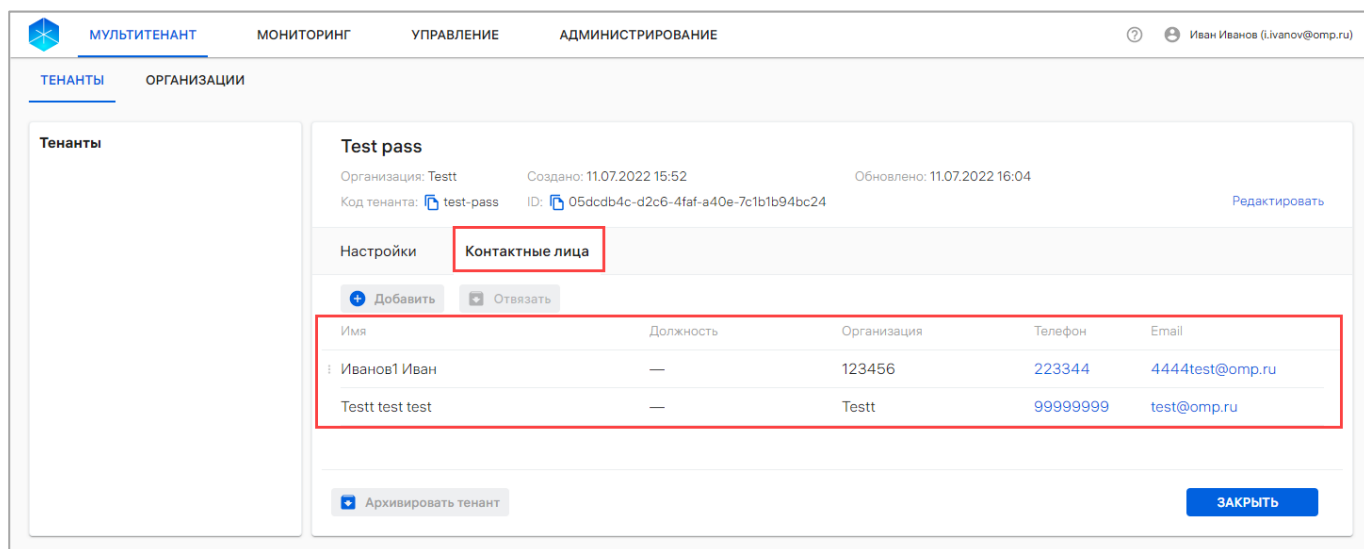 МУЛЬТИТЕНАНТ МОНИТОРИНГ УПРАВЛЕНИЕ АДМИНИСТРИРОВАНИЕ Иван Иванов (i.ivanov@omp.ru)
ТЕНАНТЫ ОРГАНИЗАЦИИ
Тенанты
Test pass
Организация: Testt Создано: 11.07.2022 15:52 Обновлено: 11.07.2022 16:04
Код тенанта: test-pass ID: 05dcdb4c-d2c6-4faf-a40e-7c1b1b94bc24 Редактировать
Настройки Контактные лица
Добавить Отвязать
Имя Должность Организация Телефон Email
Иванов1 Иван — 123456 223344 4444test@omp.ru
Testt test test — Testt 99999999 test@omp.ru
Архивировать тенант ЗАКРЫТЬ